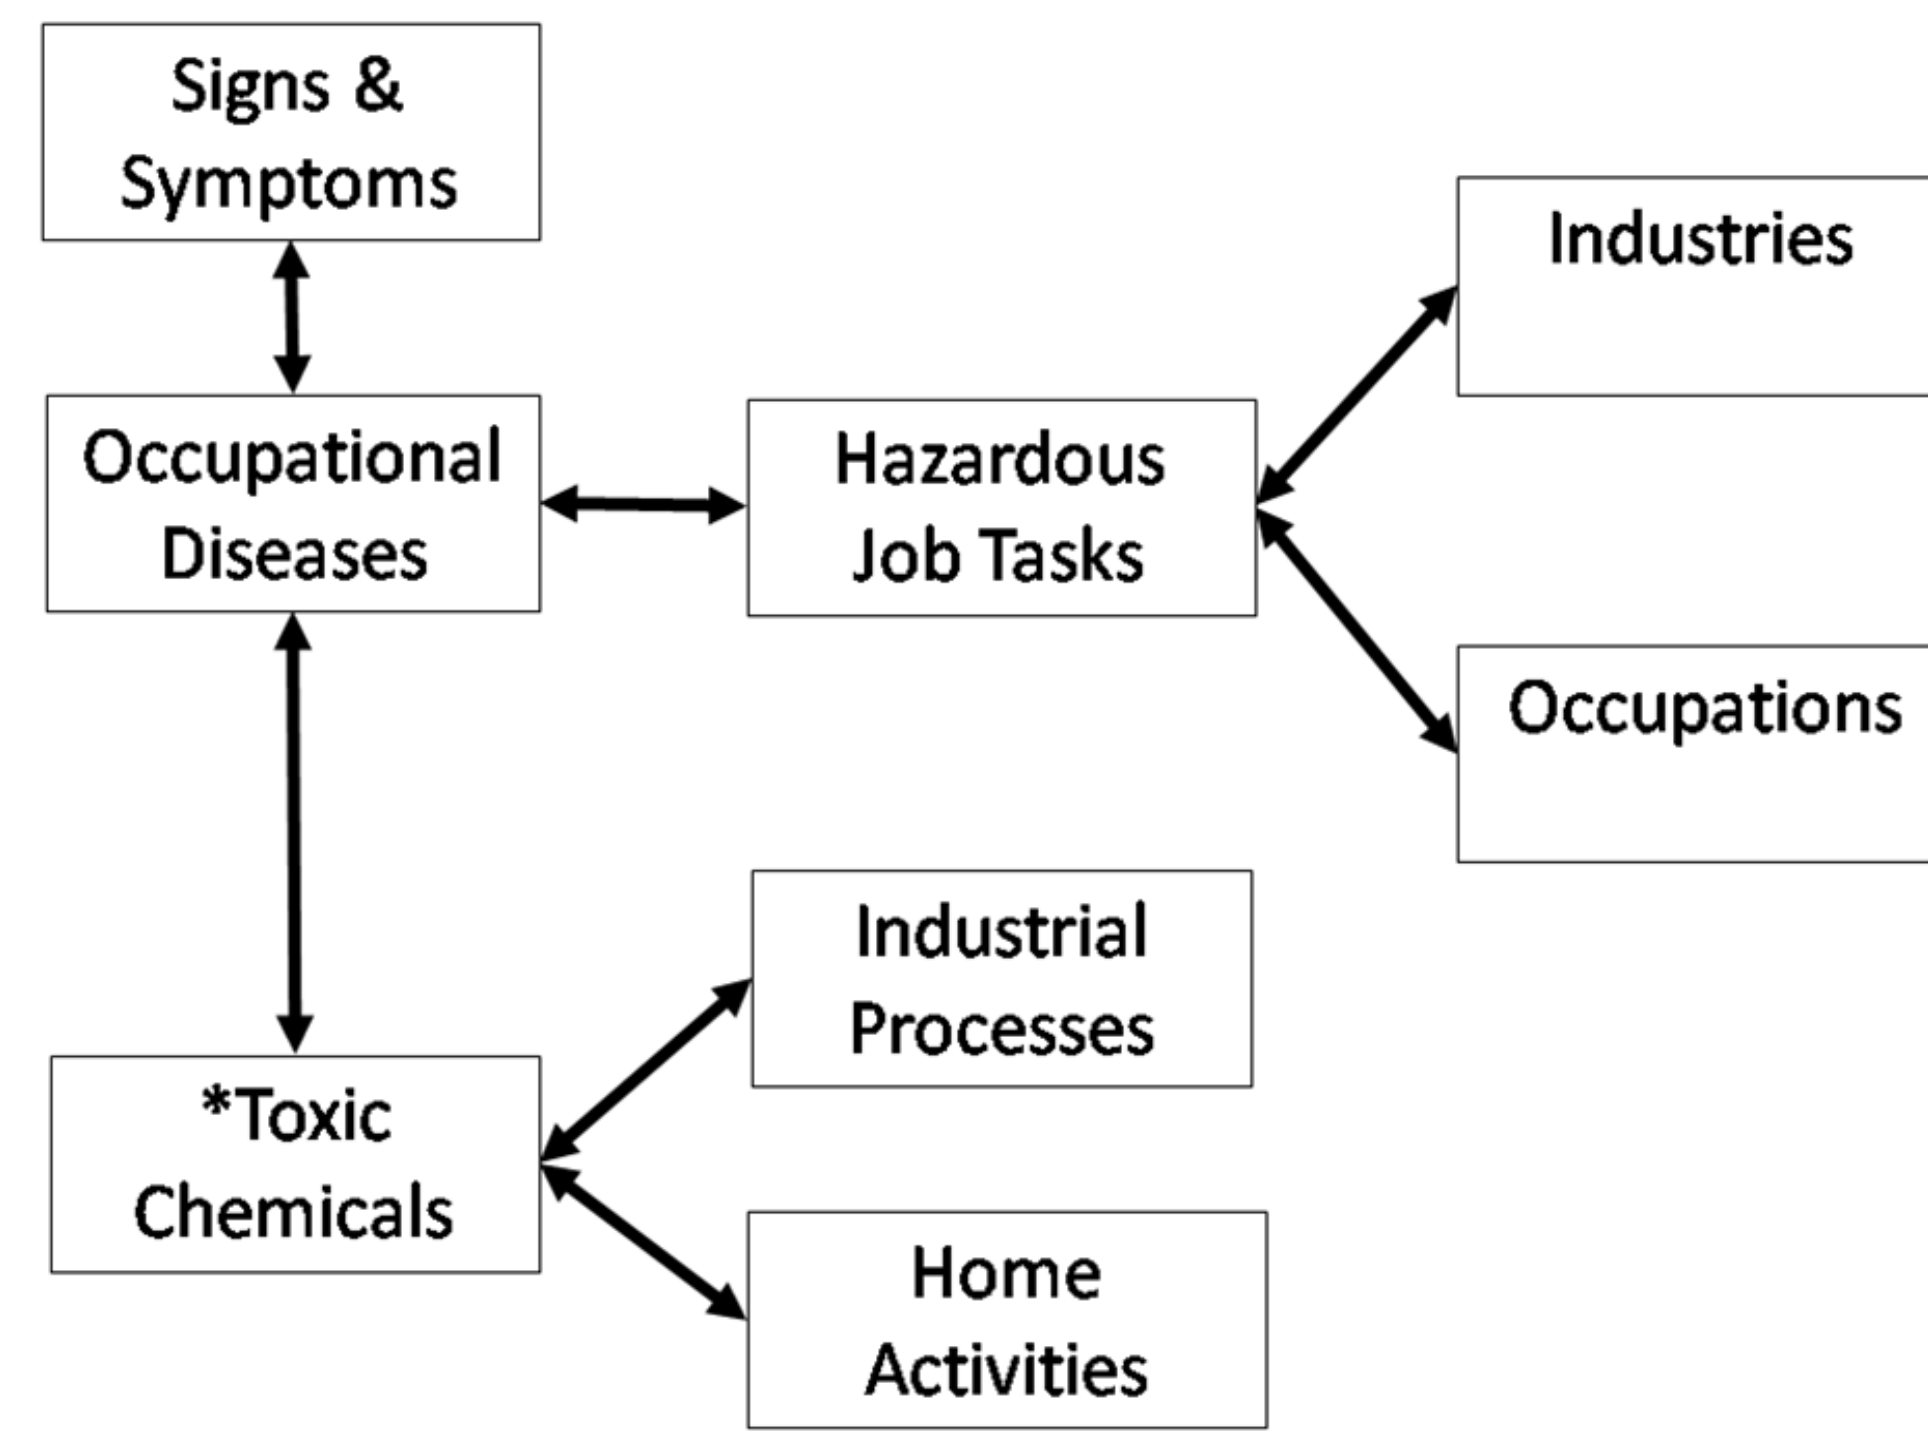 Signs &
Symptoms
Industries
Occupational
Diseases
Hazardous
Job Tasks
Occupations
Industrial
Processes
*Toxic
Chemicals
Home
Activities